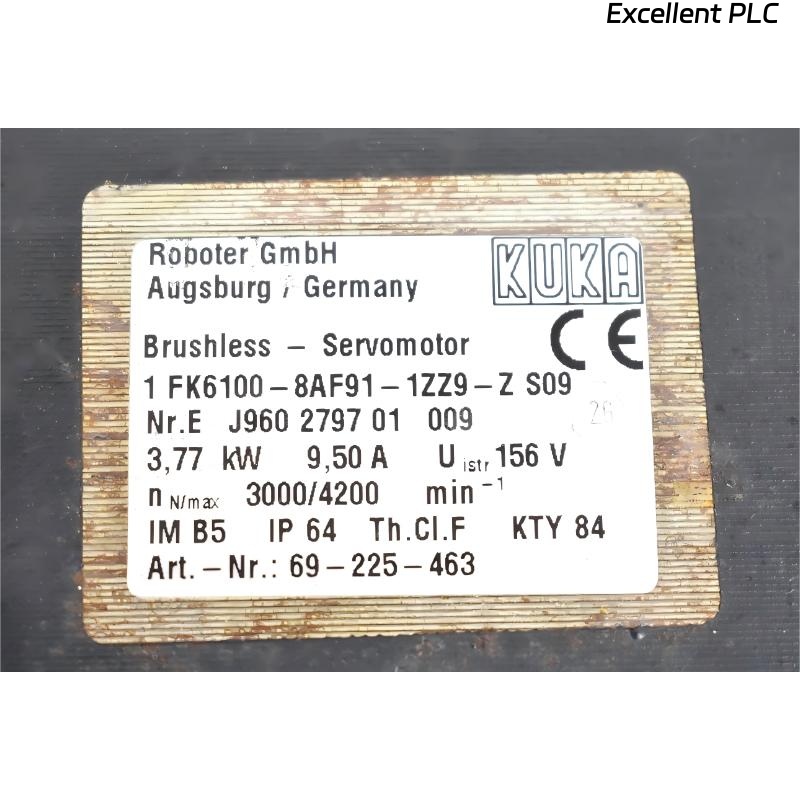 Excellent PLC
Roboter GmbH
Augsburg / Germany
KUKA
Brushless - Servomotor
CE
1 FK6100-8AF91-1ZZ9-Z S09
Nr.E J960 2797 01 009
26
3,77 kW 9,50 A U istr 156 V
n N/max 3000/4200 min -1
IM B5 IP 64 Th.Cl.F KTY 84
Art.-Nr.: 69-225-463